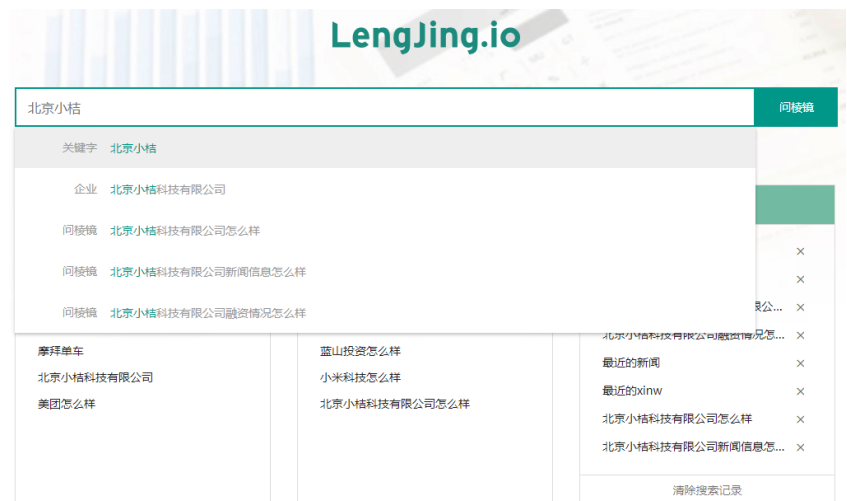 LengJing.io
北京小桔
问棱镜
关键字 北京小桔
企业 北京小桔科技有限公司
问棱镜 北京小桔科技有限公司怎么样
问棱镜 北京小桔科技有限公司新闻信息怎么样
问棱镜 北京小桔科技有限公司融资情况怎么样
摩拜单车
北京小桔科技有限公司
美团怎么样
蓝山投资怎么样
小米科技怎么样
北京小桔科技有限公司怎么样
限公... ×
北京小桔科技有限公司融资情况怎... ×
最近的新闻 ×
最近的xinw ×
北京小桔科技有限公司怎么样 ×
北京小桔科技有限公司新闻信息怎... ×
清除搜索记录